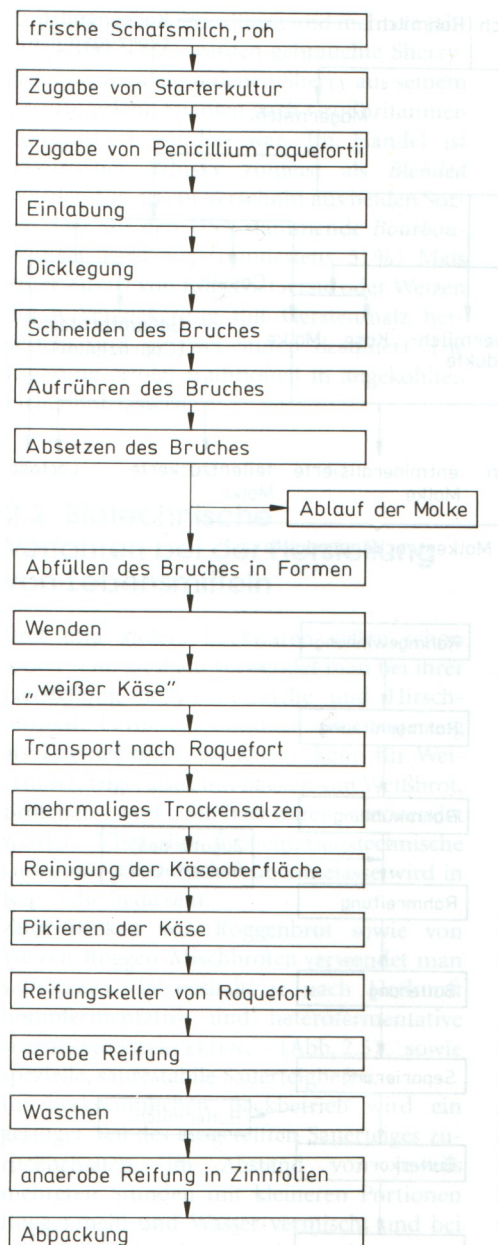 frische Schafsmilch, roh
Zugabe von Starterkultur
Zugabe von Penicillium roquefortii
Einlabung
Dicklegung
Schneiden des Bruches
Aufrühren des Bruches
Absetzen des Bruches
Ablauf der Molke
Abfüllen des Bruches in Formen
Wenden
„weißer Käse"
Transport nach Roquefort
mehrmaliges Trockensalzen
Reinigung der Käseoberfläche
Pikieren der Käse
Reifungskeller von Roquefort
aerobe Reifung
Waschen
anaerobe Reifung in Zinnfolien
Abpackung